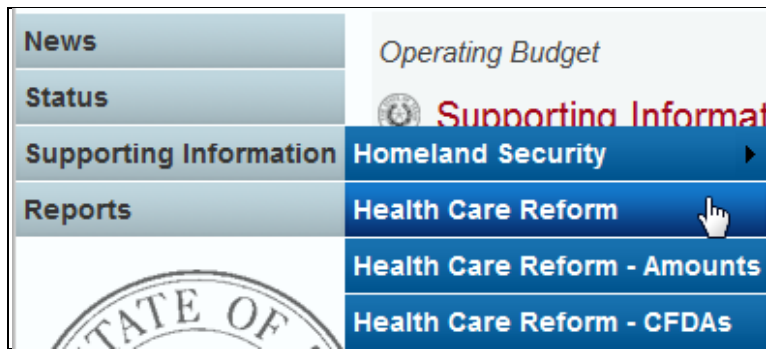 News
Operating Budget
Status
Supporting Informat
Supporting Information
Homeland Security
Reports
Health Care Reform
Health Care Reform - Amounts
Health Care Reform - CFDAs
STATE OF